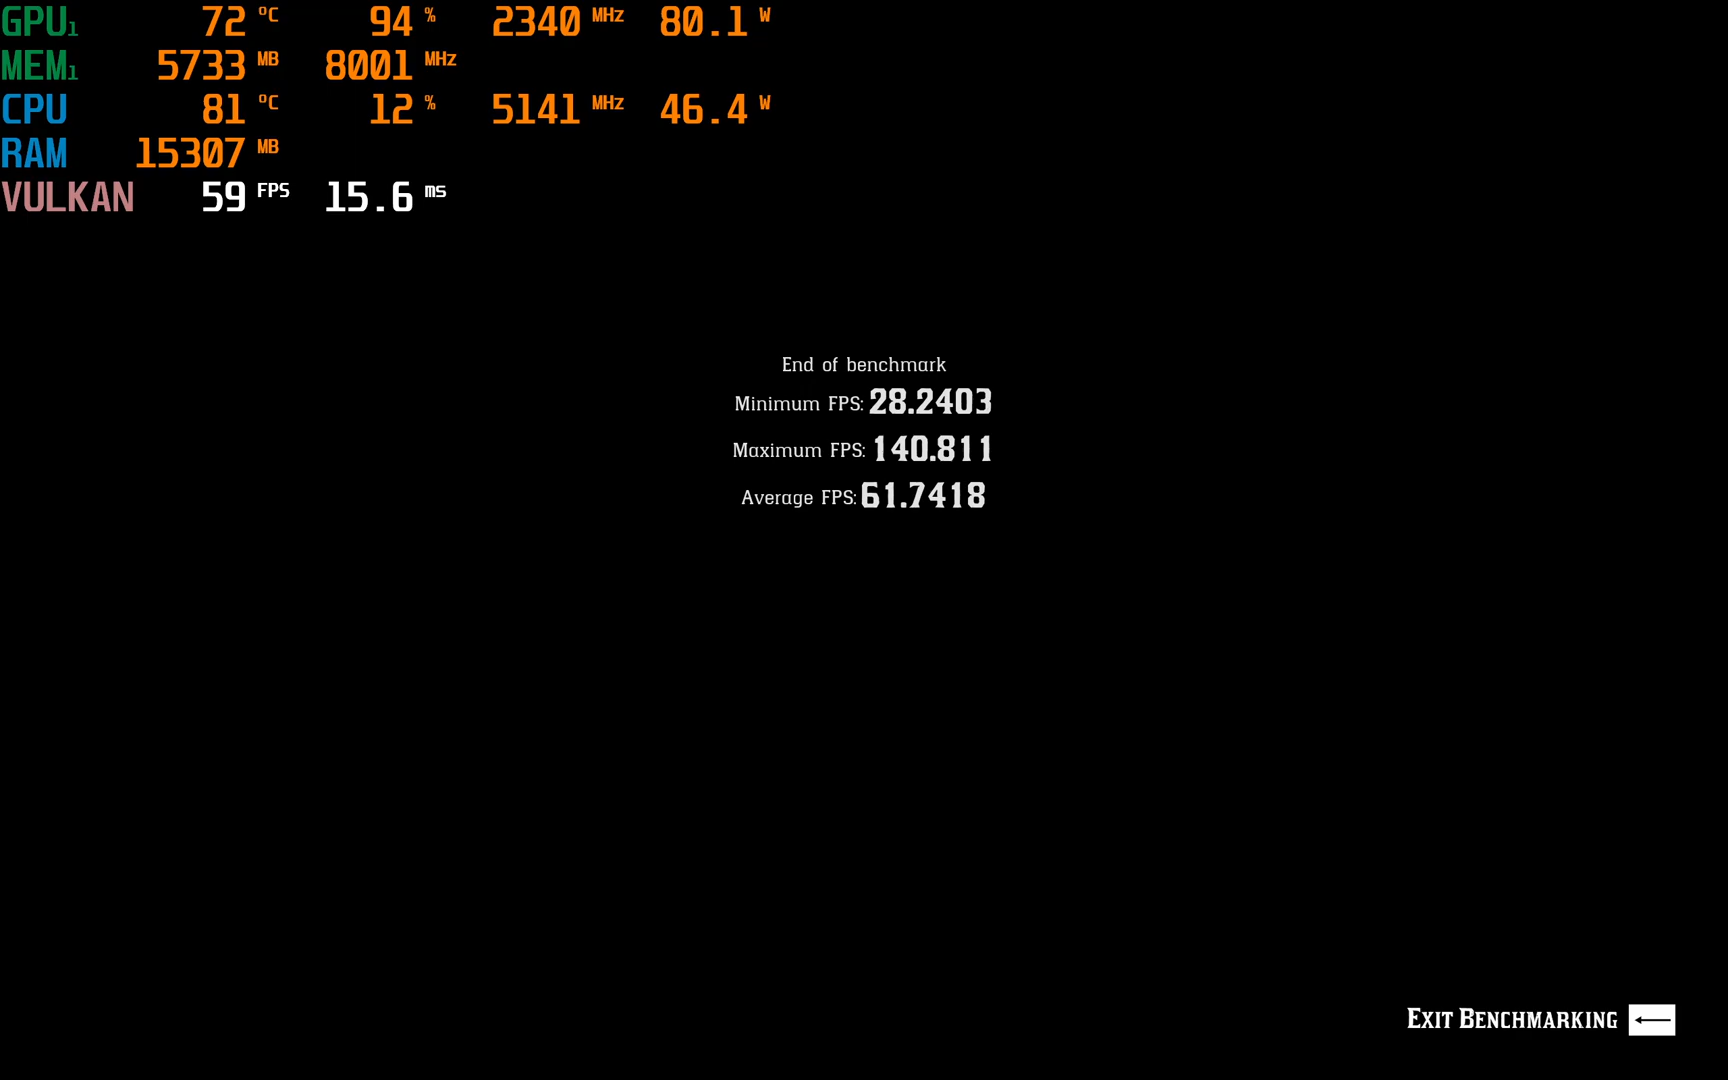 GPU1 72 °C 94 % 2340 MHz 80.1 W
MEM1 5733 MB 8001 MHz
CPU 81 °C 12 % 5141 MHz 46.4 W
RAM 15307 MB
VULKAN 59 FPS 15.6 ms
End of benchmark
Minimum FPS: 28.2403
Maximum FPS: 140.811
Average FPS: 61.7418
EXIT BENCHMARKING